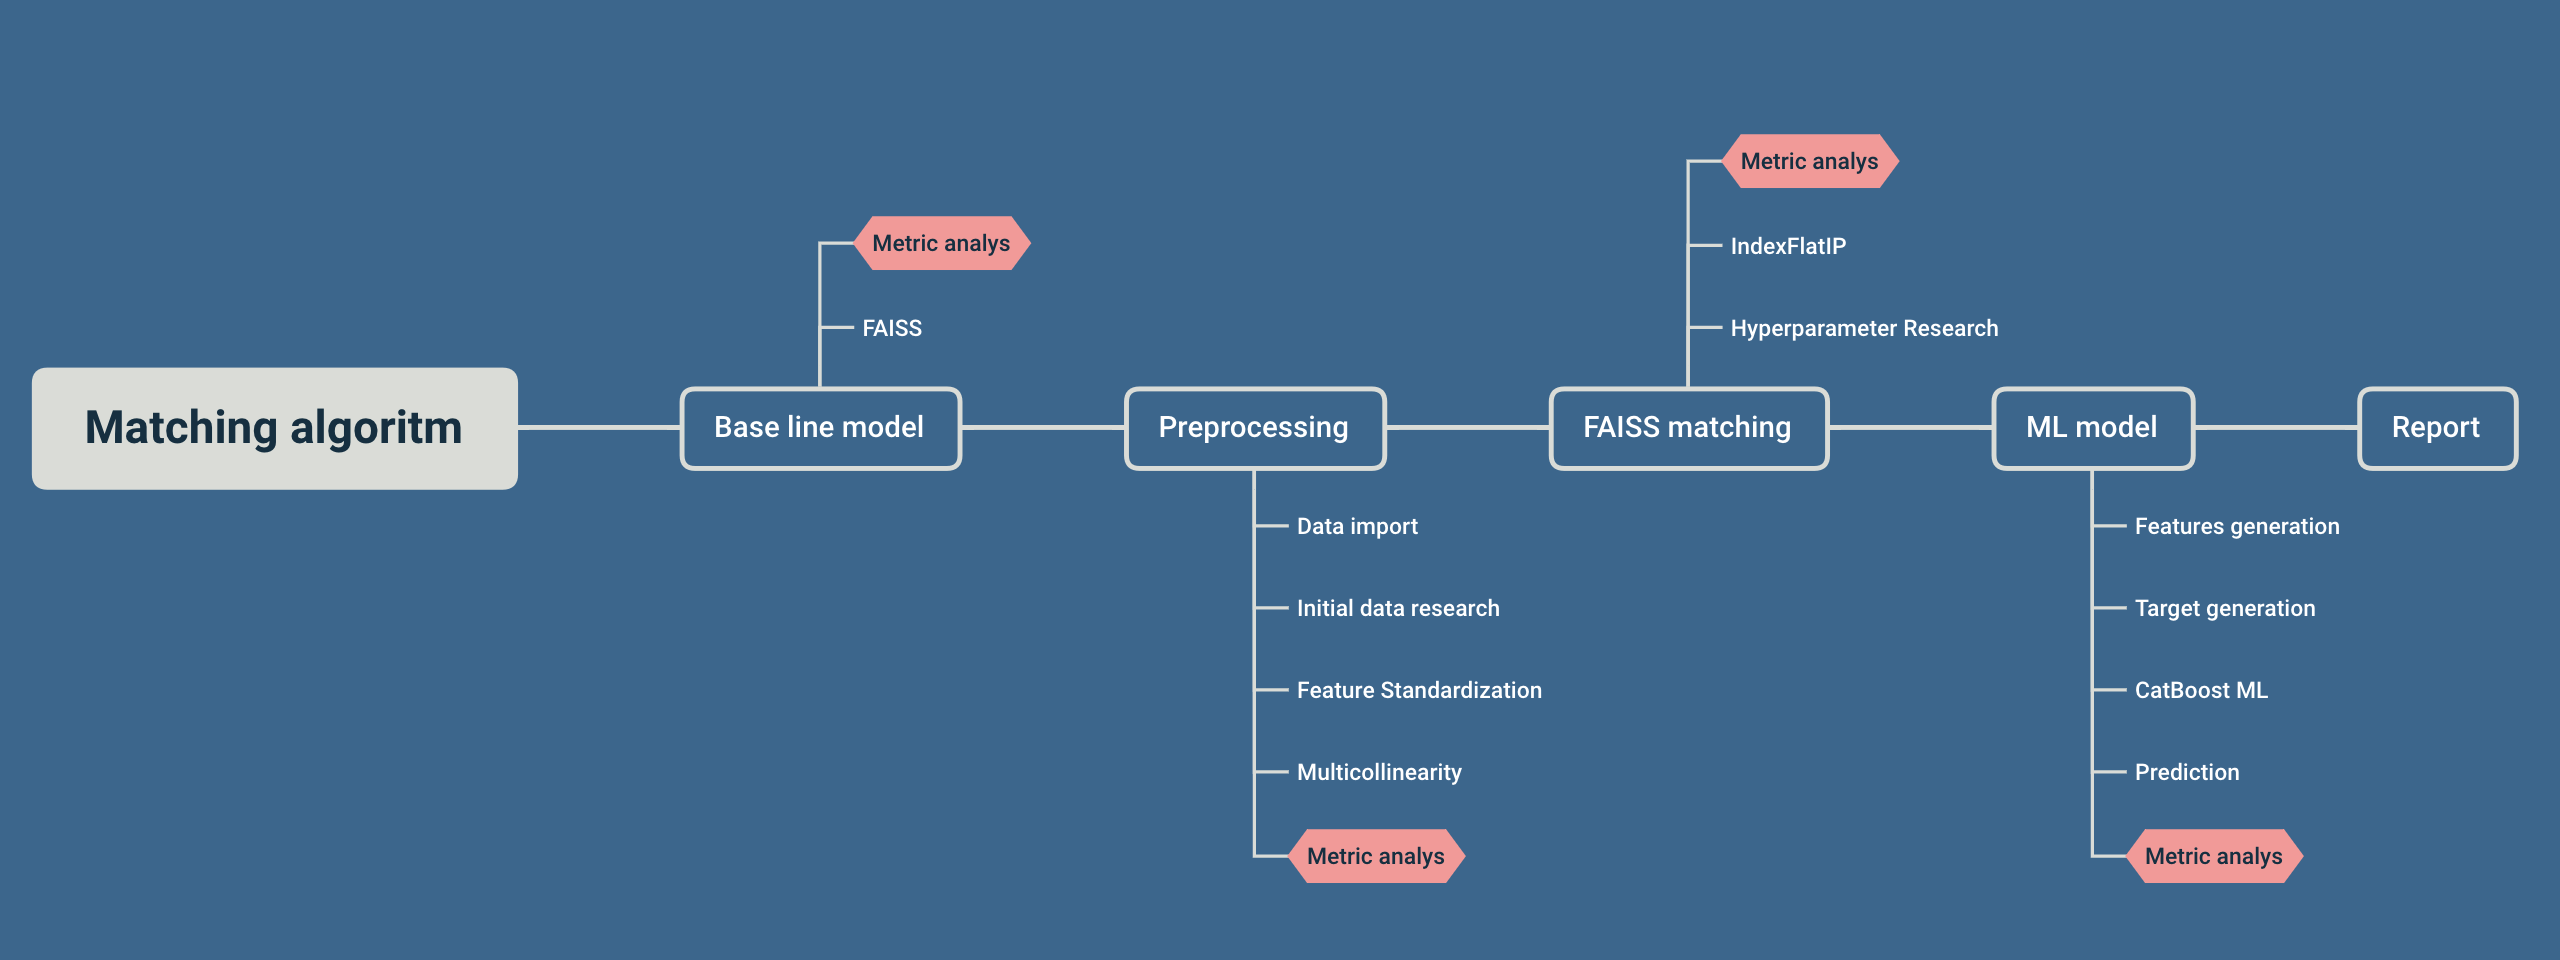 Matching algoritm
Base line model
Metric analys
FAISS
Preprocessing
Data import
Initial data research
Feature Standardization
Multicollinearity
Metric analys
FAISS matching
Metric analys
IndexFlatIP
Hyperparameter Research
ML model
Features generation
Target generation
CatBoost ML
Prediction
Metric analys
Report